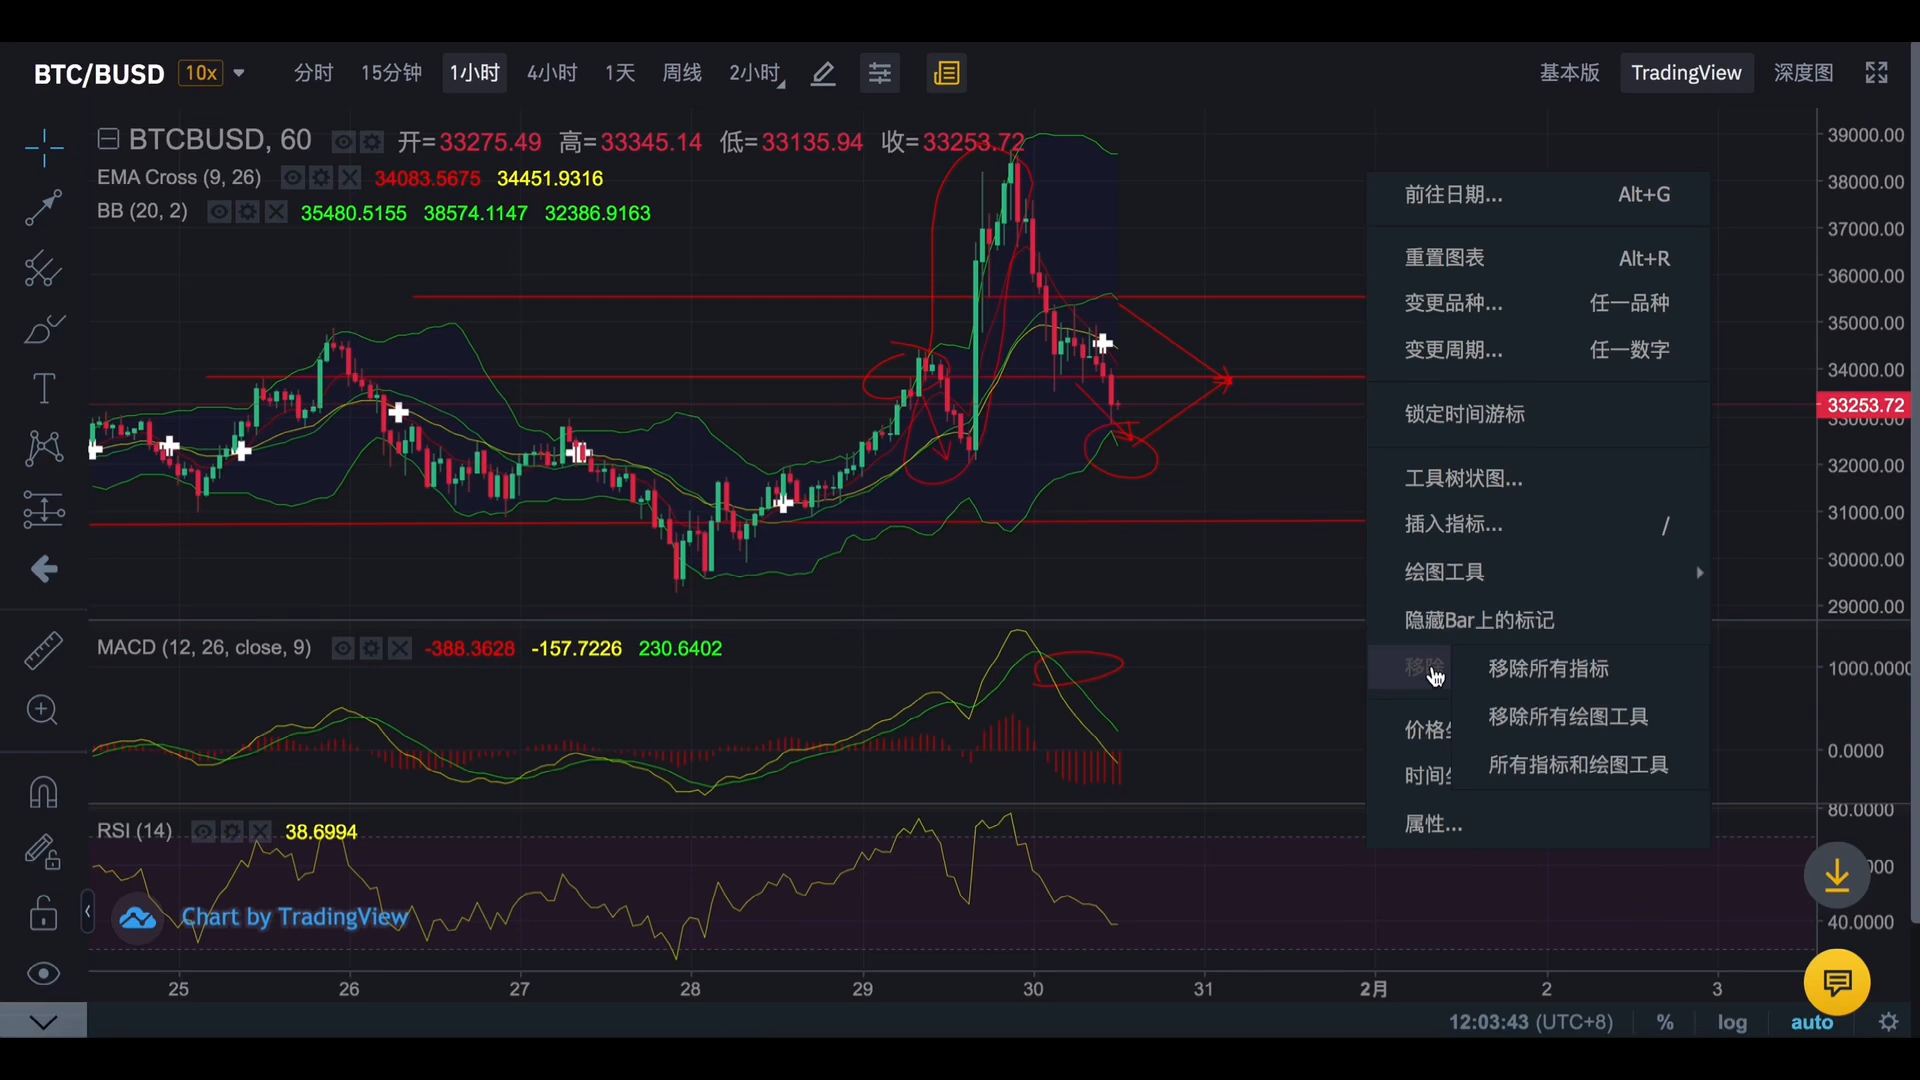 BTC/BUSD 10x 分时 15分钟 1小时 4小时 1天 周线 2小时 基本版 TradingView 深度图
BTCBUSD, 60 开=33275.49 高=33345.14 低=33135.94 收=33253.72
EMA Cross (9, 26) 34083.5675 34451.9316
BB (20, 2) 35480.5155 38574.1147 32386.9163
39000.00
38000.00
37000.00
36000.00
35000.00
34000.00
33253.72
33000.00
32000.00
31000.00
30000.00
29000.00
前往日期... Alt+G
重置图表 Alt+R
变更品种... 任一品种
变更周期... 任一数字
锁定时间游标
工具树状图...
插入指标... /
绘图工具
隐藏Bar上的标记
移除
移除所有指标
移除所有绘图工具
所有指标和绘图工具
价格
时间
属性...
MACD (12, 26, close, 9) -388.3628 -157.7226 230.6402
1000.0000
0.0000
RSI (14) 38.6994
80.0000
40.0000
Chart by TradingView
25 26 27 28 29 30 31 2月 2 3
12:03:43 (UTC+8) % log auto